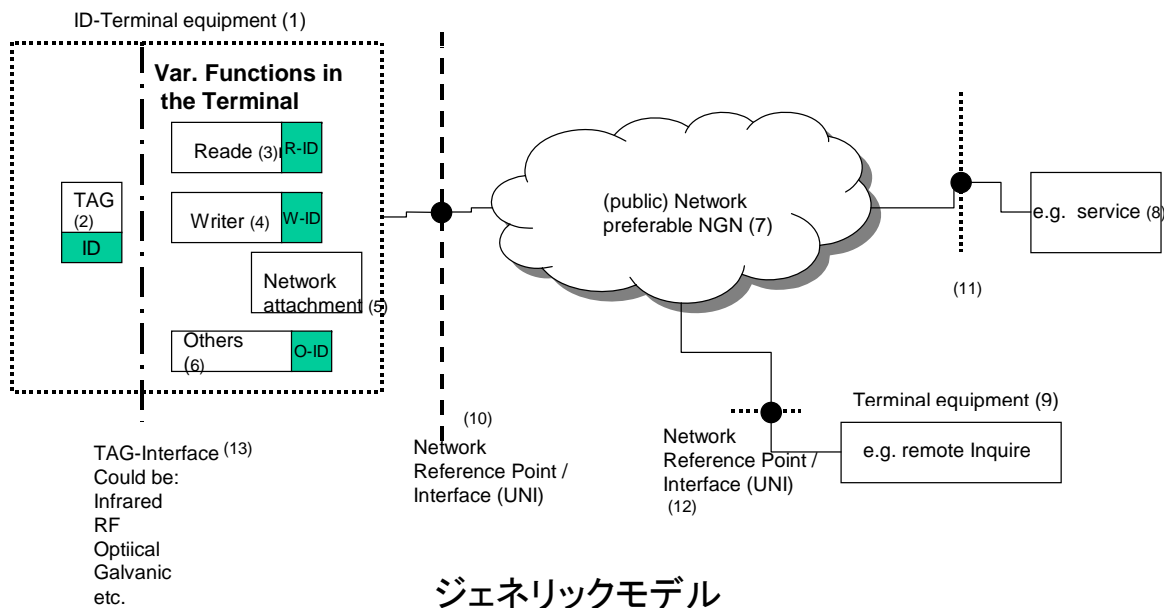 ID-Terminal equipment (1)
Var. Functions in
the Terminal
Reade (3)r
R-ID
TAG
(2)
ID
Writer (4)
W-ID
Network
attachment (5)
Others
(6)
O-ID
(public) Network
preferable NGN (7)
e.g. service (8)
(11)
(10)
Network
Reference Point /
Interface (UNI)
Terminal equipment (9)
e.g. remote Inquire
Network
Reference Point /
Interface (UNI)
(12)
TAG-Interface (13)
Could be:
Infrared
RF
Optiical
Galvanic
etc.
ジェネリックモデル